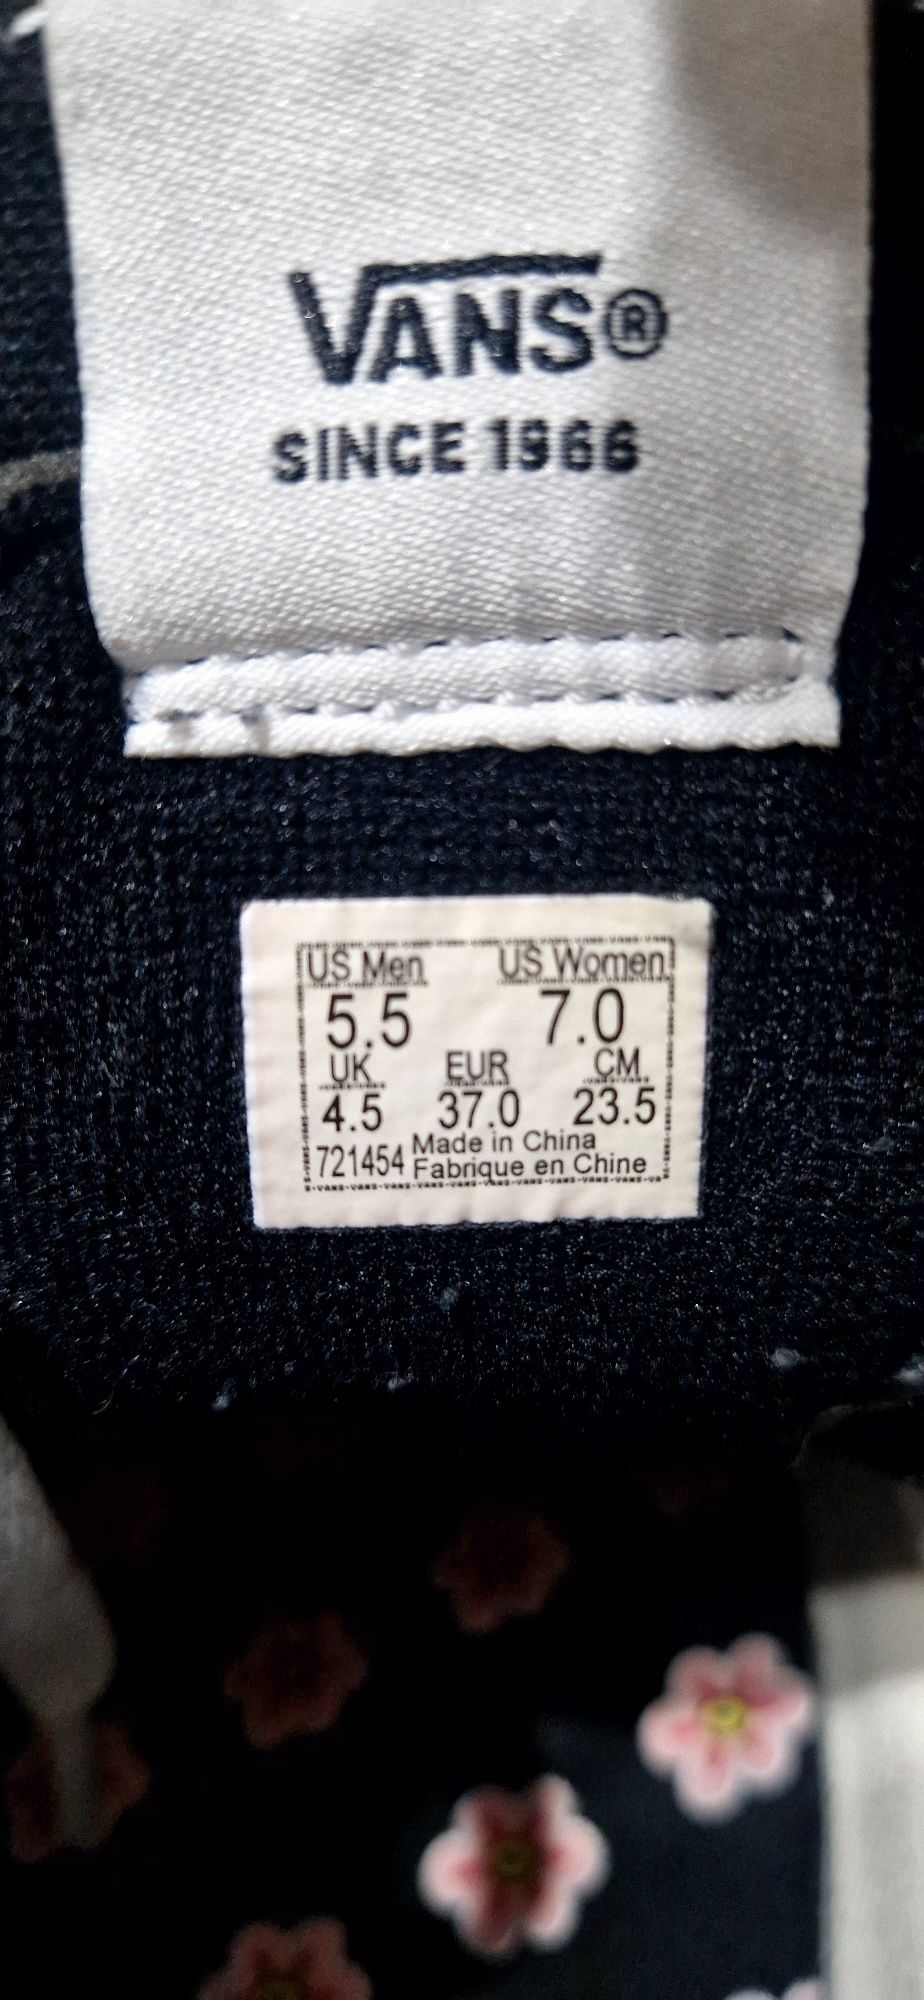 VANS®
SINCE 1966
US Men US Women
5.5 7.0
UK EUR CM
4.5 37.0 23.5
721454 Made in China
Fabrique en Chine